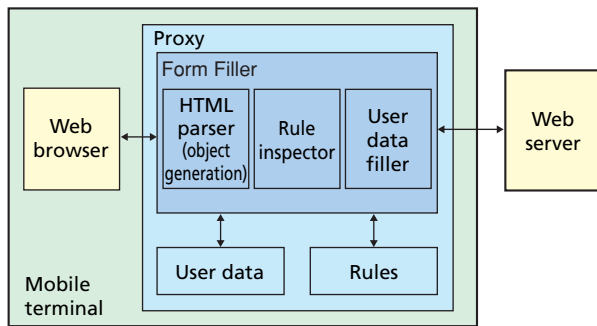 Proxy
Form Filler
HTML
parser
(object
generation)
Rule
inspector
User
data
filler
Web
browser
Web
server
User data
Rules
Mobile
terminal